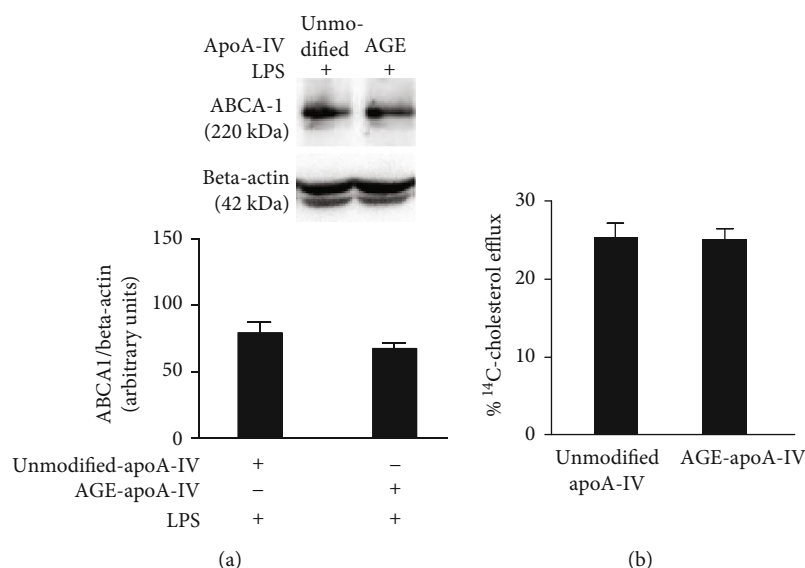 Unmo-
dified
ApoA-IV
AGE
LPS + +
ABCA-1
(220 kDa)
Beta-actin
(42 kDa)
150
100
50
0
ABCA1/beta-actin
(arbitrary units)
Unmodified-apoA-IV + –
AGE-apoA-IV – +
LPS + +
(a)
30
20
10
0
% ¹⁴C-cholesterol efflux
Unmodified
apoA-IV
AGE-apoA-IV
(b)